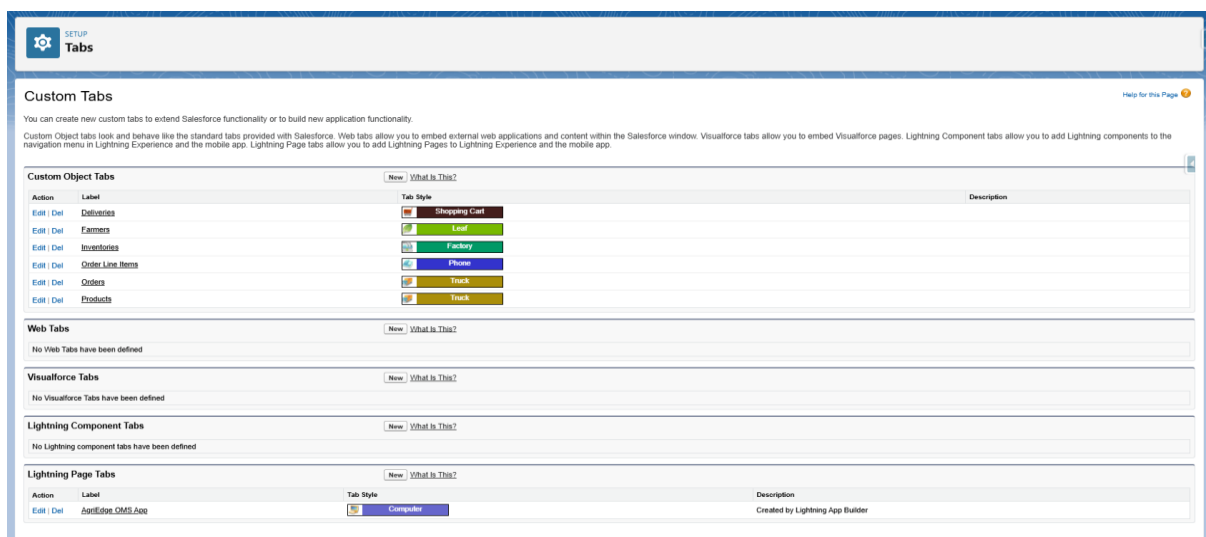 SETUP
Tabs
Custom Tabs
Help for this Page
You can create new custom tabs to extend Salesforce functionality or to build new application functionality.
Custom Object tabs look and behave like the standard tabs provided with Salesforce. Web tabs allow you to embed external web applications and content within the Salesforce window. Visualforce tabs allow you to embed Visualforce pages. Lightning Component tabs allow you to add Lightning components to the
navigation menu in Lightning Experience and the mobile app. Lightning Page tabs allow you to add Lightning Pages to Lightning Experience and the mobile app.
Custom Object Tabs New What Is This?
Action Label Tab Style Description
Edit | Del Deliveries Shopping Cart
Edit | Del Farmers Leaf
Edit | Del Inventories Factory
Edit | Del Order Line Items Phone
Edit | Del Orders Truck
Edit | Del Products Truck
Web Tabs New What Is This?
No Web Tabs have been defined
Visualforce Tabs New What Is This?
No Visualforce Tabs have been defined
Lightning Component Tabs New What Is This?
No Lightning component tabs have been defined
Lightning Page Tabs New What Is This?
Action Label Tab Style Description
Edit | Del AgriEdge OMS App Computer Created by Lightning App Builder